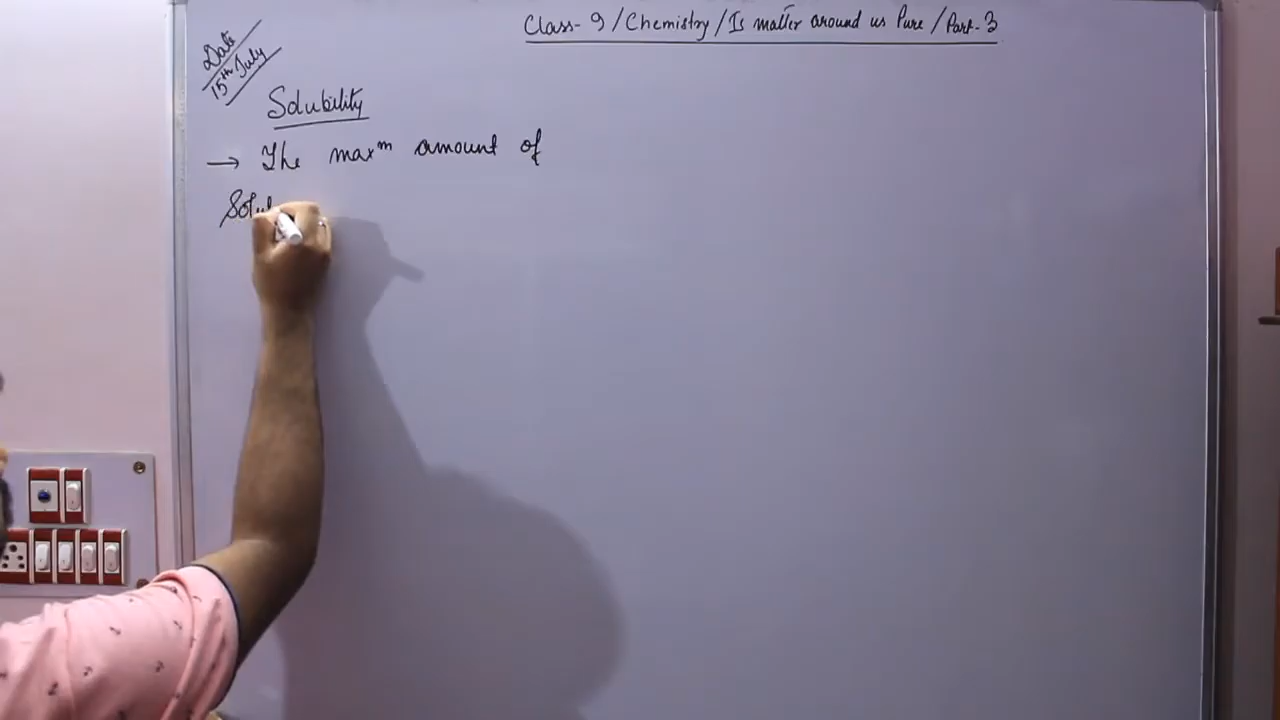 Class-9/Chemistry/Is matter around us Pure/Part-3
Date
15th July
Solubility
→ The maxm amount of